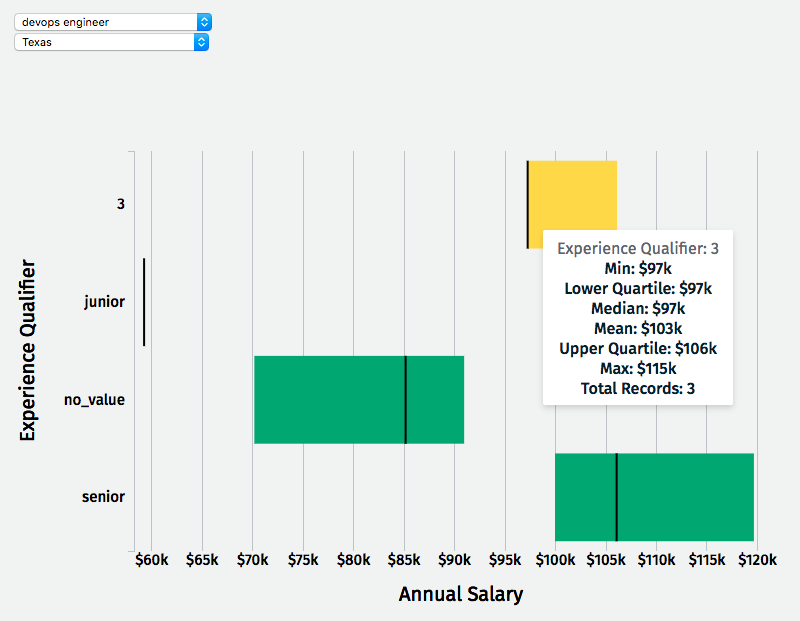 devops engineer
Texas
Experience Qualifier
3
junior
no_value
senior
Experience Qualifier: 3
Min: $97k
Lower Quartile: $97k
Median: $97k
Mean: $103k
Upper Quartile: $106k
Max: $115k
Total Records: 3
$60k $65k $70k $75k $80k $85k $90k $95k $100k $105k $110k $115k $120k
Annual Salary